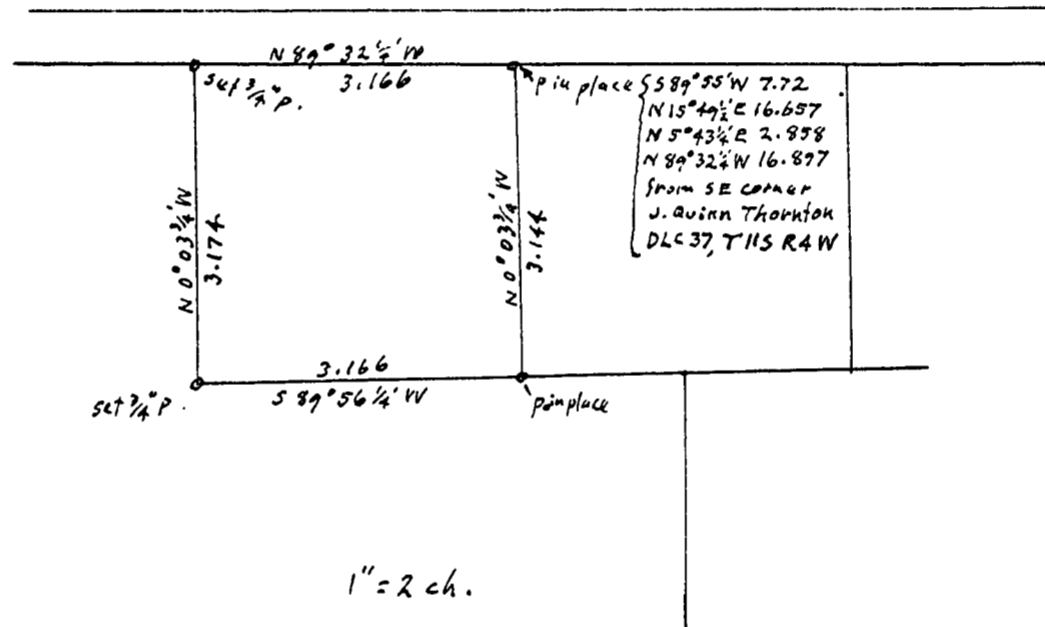 N 89° 32¼' W
3.166
set ¾" p.
p in place
S 89° 55' W 7.72
N 15° 49½' E 16.657
N 5° 43¼' E 2.858
N 89° 32¼' W 16.897
from SE corner
J. Quinn Thornton
DLC 37, T11S R4W
N 0° 03¾' W
3.174
N 0° 03¾' W
3.144
3.166
S 89° 56¼' W
set ¾" p.
p in place
1" = 2 ch.